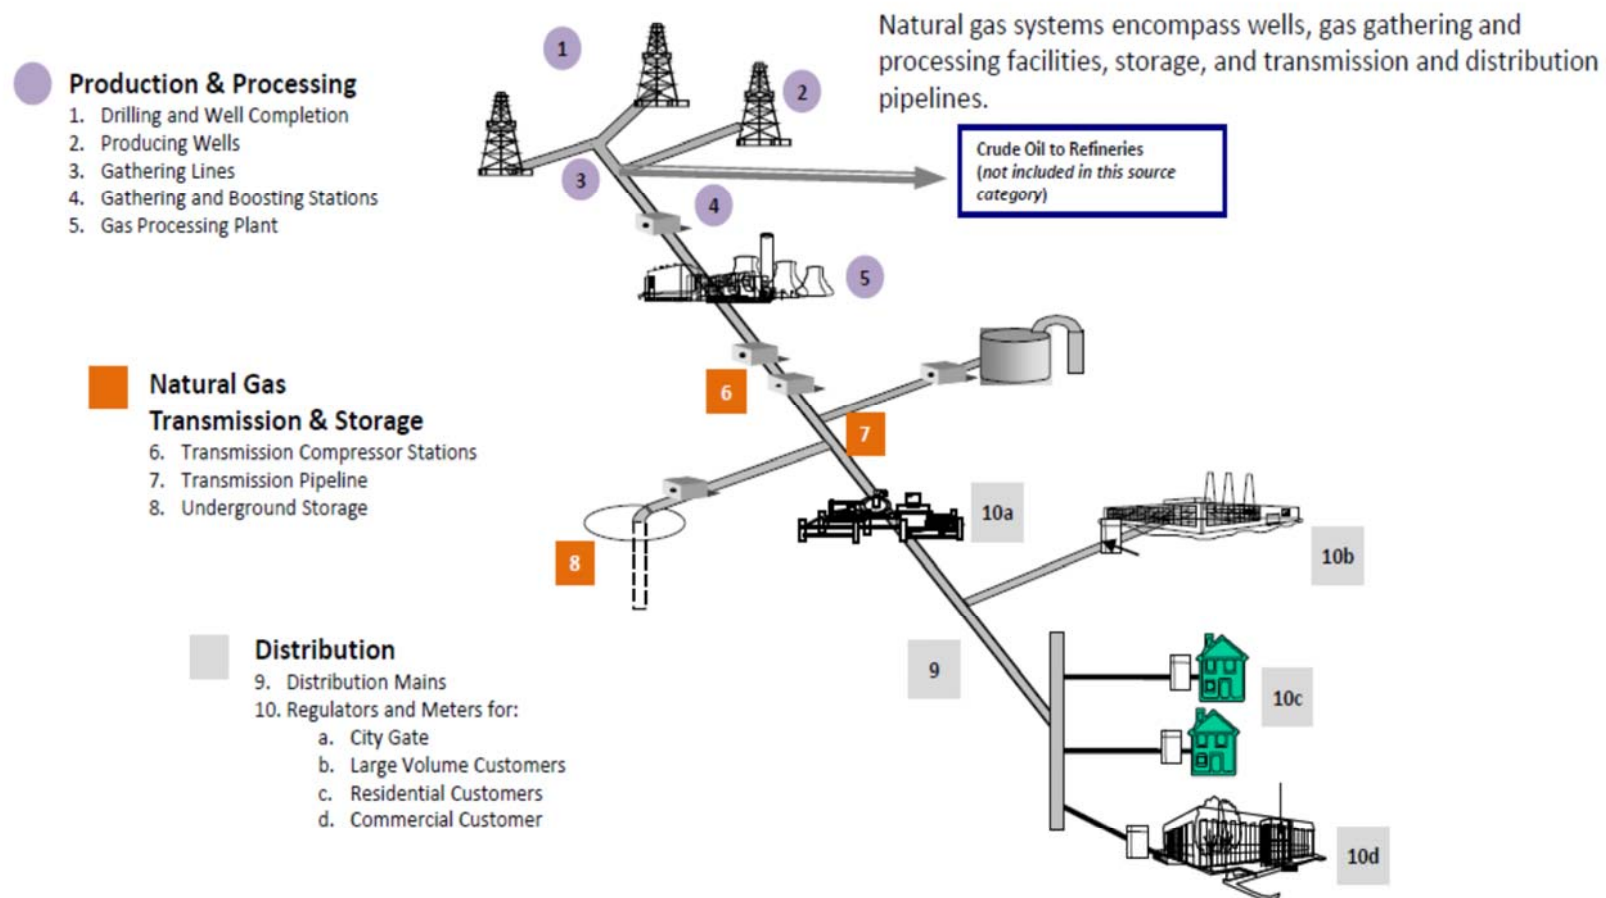 Natural gas systems encompass wells, gas gathering and
processing facilities, storage, and transmission and distribution
pipelines.
Production & Processing
1. Drilling and Well Completion
2. Producing Wells
3. Gathering Lines
4. Gathering and Boosting Stations
5. Gas Processing Plant
1
2
3
4
5
Crude Oil to Refineries
(not included in this source
category)
Natural Gas
Transmission & Storage
6. Transmission Compressor Stations
7. Transmission Pipeline
8. Underground Storage
6
7
8
Distribution
9. Distribution Mains
10. Regulators and Meters for:
a. City Gate
b. Large Volume Customers
c. Residential Customers
d. Commercial Customer
10a
10b
9
10c
10d